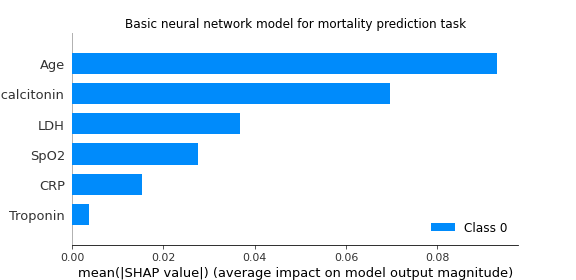 Basic neural network model for mortality prediction task
Age
calcitonin
LDH
SpO2
CRP
Troponin
Class 0
0.00 0.02 0.04 0.06 0.08
mean(|SHAP value|) (average impact on model output magnitude)